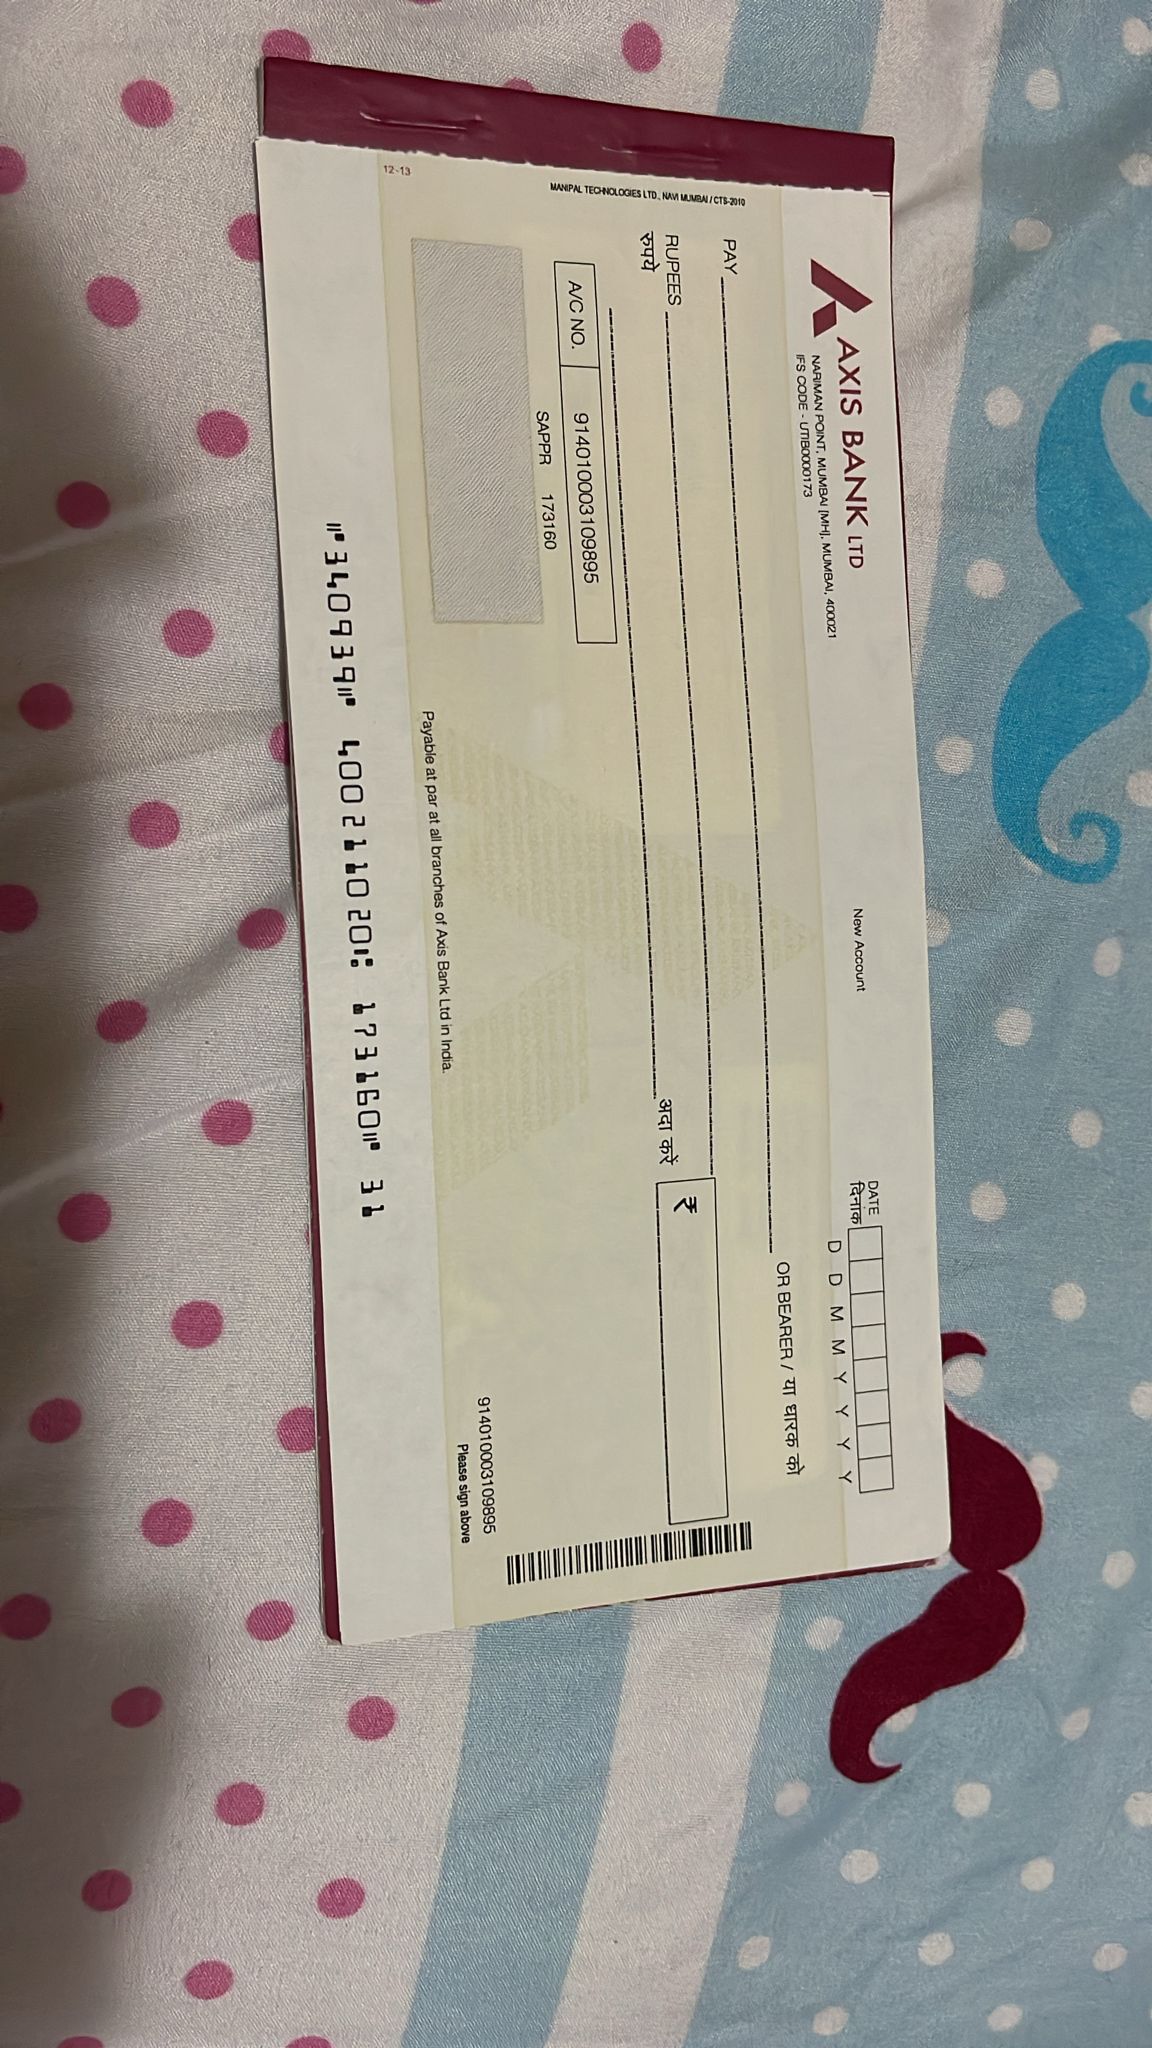 AXIS BANK LTD
NARIMAN POINT, MUMBAI [MH], MUMBAI, 400021
IFS CODE - UTIB0000173
New Account
DATE
दिनांक
D D M M Y Y Y Y
PAY OR BEARER / या धारक को
RUPEES
रुपये
अदा करें ₹
A/C NO. 914010003109895
SAPPR 173160
MANIPAL TECHNOLOGIES LTD., NAVI MUMBAI / CTS-2010
914010003109895
Please sign above
Payable at par at all branches of Axis Bank Ltd in India.
12-13
⑈340939⑈ 400211020⑆ 173160⑈ 31